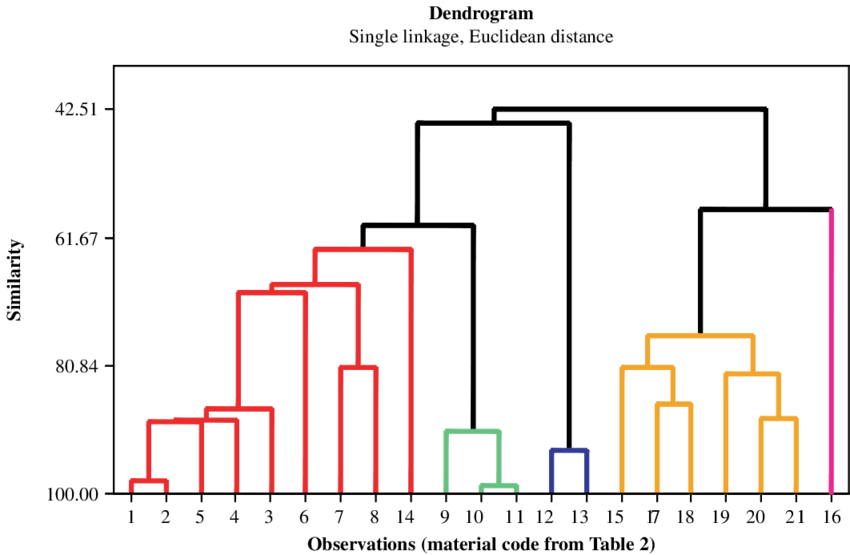 Dendrogram
Single linkage, Euclidean distance
42.51
61.67
80.84
100.00
Similarity
1 2 5 4 3 6 7 8 14 9 10 11 12 13 15 17 18 19 20 21 16
Observations (material code from Table 2)